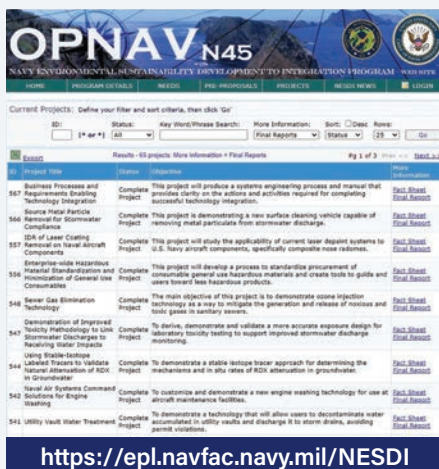 OPNAV N45
NAVY ENVIRONMENTAL SUSTAINABILITY DEVELOPMENT TO INTEGRATION PROGRAM WEB SITE
HOME PROGRAM DETAILS NEEDS PRE-PROPOSALS PROJECTS NESDI NEWS LOGIN
Current Projects: Define your filter and sort criteria, then click 'Go'
ID: Status: Key Word/Phrase Search: More Information: Sort: Desc Rows:
[* or *] All Final Reports Status 25 Go
Export Results - 65 projects: More Information = Final Reports Pg 1 of 3 Prev << Next >>
ID Project Title Status Objective More Information
567 Business Processes and Requirements Enabling Technology Integration Complete Project This project will produce a systems engineering process and manual that provides clarity on the actions and activities required for completing successful technology integration. Fact Sheet Final Report
566 Source Metal Particle Removal for Stormwater Compliance Complete Project This project is demonstrating a new surface cleaning vehicle capable of removing metal particulate from stormwater discharge. Fact Sheet Final Report
557 IDR of Laser Coating Removal on Naval Aircraft Components Complete Project This project will study the applicability of current laser depaint systems to U.S. Navy aircraft components, specifically composite nose radomes. Fact Sheet Final Report
556 Enterprise-wide Hazardous Material Standardization and Minimization of General Use Consumables Complete Project This project will develop a process to standardize procurement of consumable general use hazardous materials and create tools to guide and users toward less hazardous products. Fact Sheet Final Report
548 Sewer Gas Elimination Technology Complete Project The main objective of this project is to demonstrate ozone injection technology as a way to mitigate the generation and release of noxious and toxic gases in sanitary sewers. Fact Sheet Final Report
547 Demonstration of Improved Toxicity Methodology to Link Stormwater Discharges to Receiving Water Impacts Complete Project To derive, demonstrate and validate a more accurate exposure design for laboratory toxicity testing to support improved stormwater discharge monitoring. Fact Sheet Final Report
544 Using Stable-Isotope Labeled Tracers to Validate Natural Attenuation of RDX in Groundwater Complete Project To demonstrate a stable isotope tracer approach for determining the mechanisms and in situ rates of RDX attenuation in groundwater. Fact Sheet Final Report
542 Naval Air Systems Command Solutions for Engine Washing Complete Project To customize and demonstrate a new engine washing technology for use at aircraft maintenance facilities. Fact Sheet Final Report
541 Utility Vault Water Treatment Complete Project To demonstrate a technology that will allow users to decontaminate water accumulated in utility vaults and discharge it to storm drains, avoiding permit violations. Fact Sheet Final Report
https://epl.navfac.navy.mil/NESDI